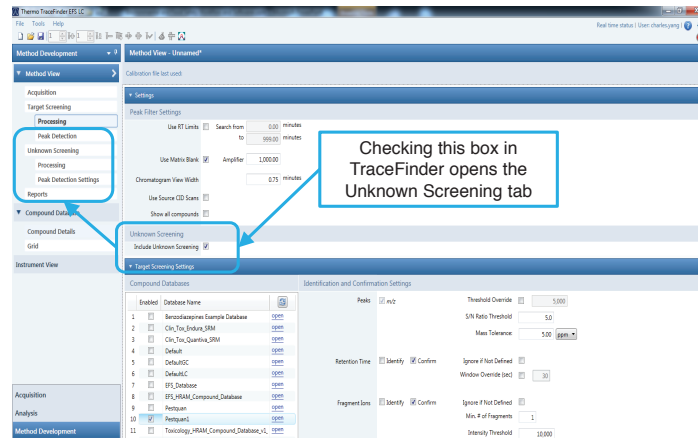 Thermo TraceFinder EFS LC
File Tools Help
Real time status | User: charles.yang |
Method Development
Method View - Unnamed*
Method View
Calibration file last used:
Acquisition
Target Screening
Processing
Peak Detection
Unknown Screening
Processing
Peak Detection Settings
Reports
Settings
Peak Filter Settings
Use RT Limits Search from 0.00 minutes
to 999.00 minutes
Use Matrix Blank Amplifier 1,000.00
Chromatogram View Width 0.75 minutes
Use Source CID Scans
Show all compounds
Checking this box in
TraceFinder opens the
Unknown Screening tab
Compound Details
Grid
Unknown Screening
Include Unknown Screening
Instrument View
Target Screening Settings
Compound Databases
Enabled Database Name
1 Benzodiazepines Example Database open
2 Clin_Tox_Endura_SRM open
3 Clin_Tox_Quantiva_SRM open
4 Default open
5 DefaultGC open
6 DefaultLC open
7 EFS_Database open
8 EFS_HRAM_Compound_Database open
9 Pestquan open
10 Pestquan1 open
11 Toxicology_HRAM_Compound_Database_v1_ open
Identification and Confirmation Settings
Peaks m/z Threshold Override 5,000
S/N Ratio Threshold 5.0
Mass Tolerance: 5.00 ppm
Retention Time Identify Confirm Ignore if Not Defined
Window Override (sec) 30
Fragment Ions Identify Confirm Ignore if Not Defined
Min. # of Fragments 1
Intensity Threshold 10,000
Acquisition
Analysis
Method Development